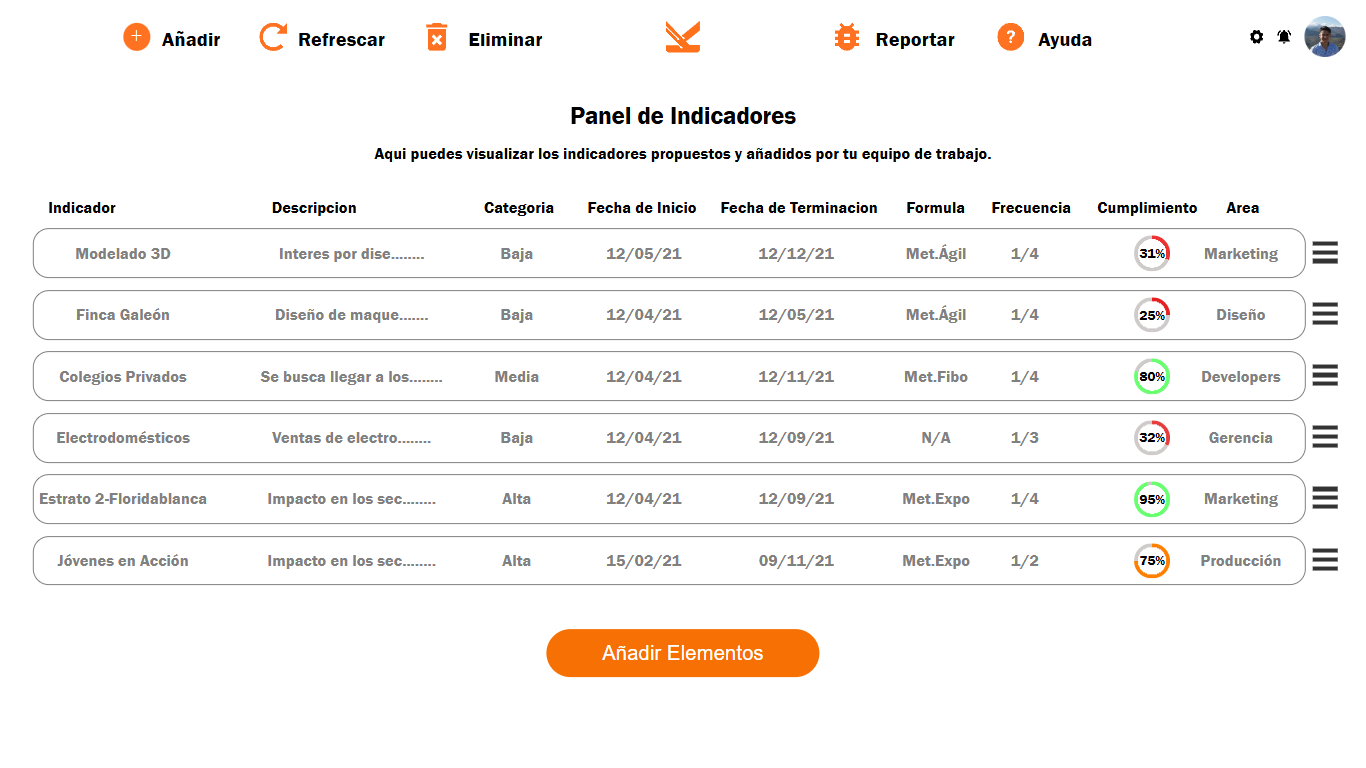 Añadir Refrescar Eliminar Reportar Ayuda
Panel de Indicadores
Aqui puedes visualizar los indicadores propuestos y añadidos por tu equipo de trabajo.
Indicador Descripcion Categoria Fecha de Inicio Fecha de Terminacion Formula Frecuencia Cumplimiento Area
Modelado 3D Interes por dise........ Baja 12/05/21 12/12/21 Met.Ágil 1/4 31% Marketing
Finca Galeón Diseño de maque....... Baja 12/04/21 12/05/21 Met.Ágil 1/4 25% Diseño
Colegios Privados Se busca llegar a los........ Media 12/04/21 12/11/21 Met.Fibo 1/4 80% Developers
Electrodomésticos Ventas de electro........ Baja 12/04/21 12/09/21 N/A 1/3 32% Gerencia
Estrato 2-Floridablanca Impacto en los sec........ Alta 12/04/21 12/09/21 Met.Expo 1/4 95% Marketing
Jóvenes en Acción Impacto en los sec........ Alta 15/02/21 09/11/21 Met.Expo 1/2 75% Producción
Añadir Elementos